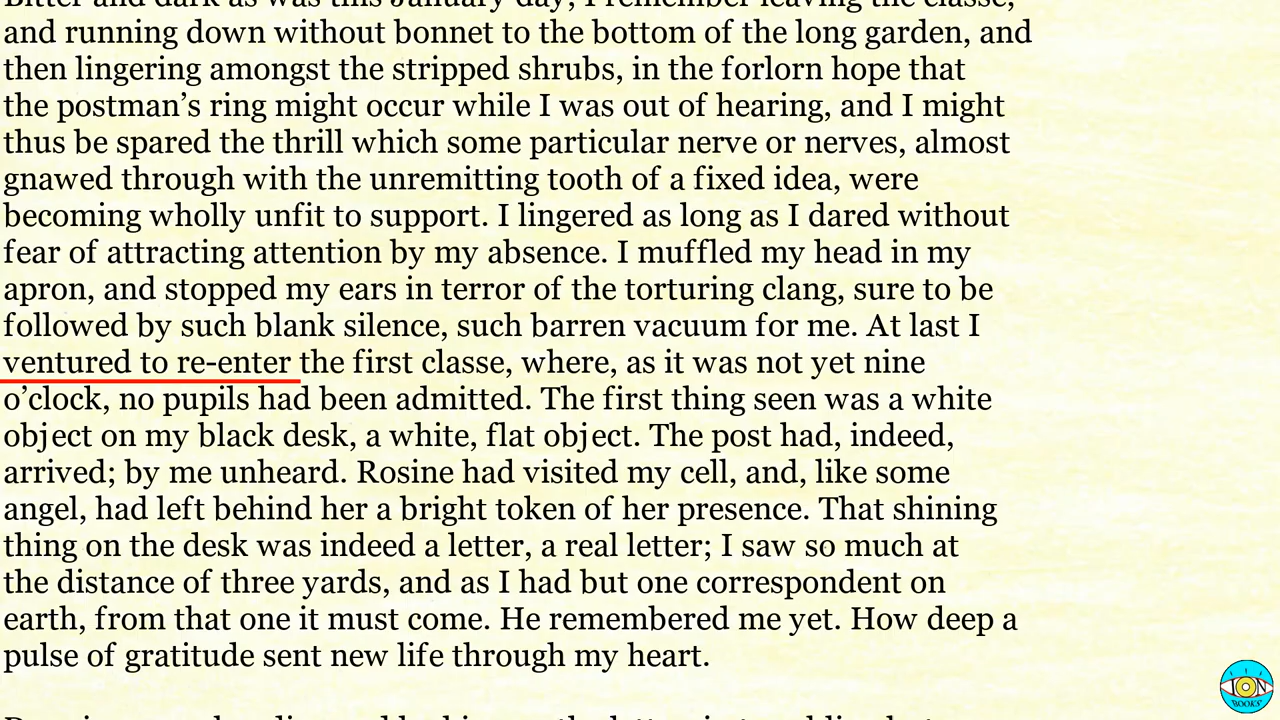 Bitter and dark as was this January day, I remember leaving the classe,
and running down without bonnet to the bottom of the long garden, and
then lingering amongst the stripped shrubs, in the forlorn hope that
the postman’s ring might occur while I was out of hearing, and I might
thus be spared the thrill which some particular nerve or nerves, almost
gnawed through with the unremitting tooth of a fixed idea, were
becoming wholly unfit to support. I lingered as long as I dared without
fear of attracting attention by my absence. I muffled my head in my
apron, and stopped my ears in terror of the torturing clang, sure to be
followed by such blank silence, such barren vacuum for me. At last I
ventured to re-enter the first classe, where, as it was not yet nine
o’clock, no pupils had been admitted. The first thing seen was a white
object on my black desk, a white, flat object. The post had, indeed,
arrived; by me unheard. Rosine had visited my cell, and, like some
angel, had left behind her a bright token of her presence. That shining
thing on the desk was indeed a letter, a real letter; I saw so much at
the distance of three yards, and as I had but one correspondent on
earth, from that one it must come. He remembered me yet. How deep a
pulse of gratitude sent new life through my heart.
ION
BOOKS